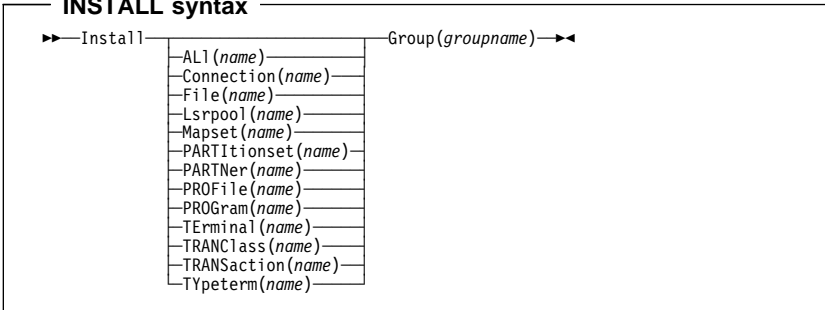 INSTALL syntax
►►──Install──┬────────────────────┬──Group(groupname)──►◄
├─ALl(name)──────────┤
├─Connection(name)───┤
├─File(name)─────────┤
├─Lsrpool(name)──────┤
├─Mapset(name)───────┤
├─PARTItionset(name)─┤
├─PARTNer(name)──────┤
├─PROFile(name)──────┤
├─PROGram(name)──────┤
├─TErminal(name)─────┤
├─TRANClass(name)────┤
├─TRANSaction(name)──┤
└─TYpeterm(name)─────┘